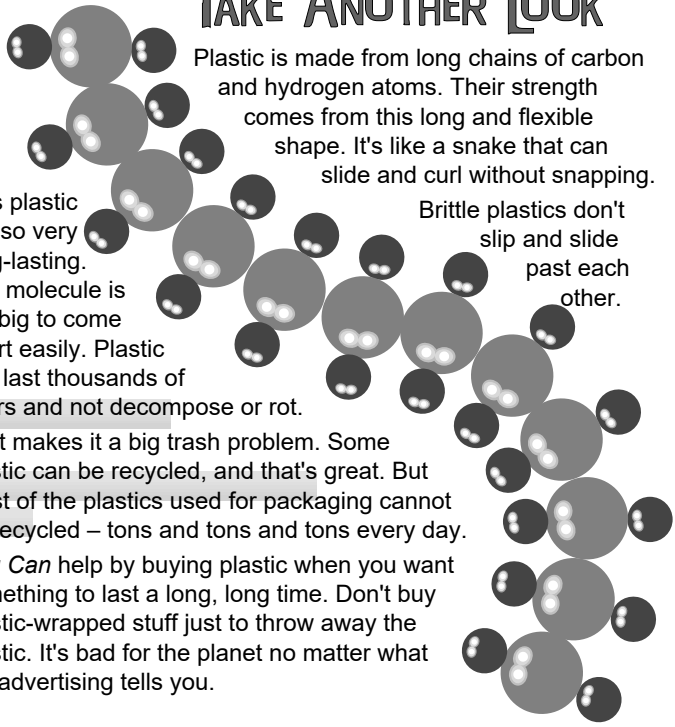 TAKE ANOTHER LOOK
Plastic is made from long chains of carbon
and hydrogen atoms. Their strength
comes from this long and flexible
shape. It's like a snake that can
slide and curl without snapping.
Brittle plastics don't
slip and slide
past each
other.
plastic
so very
-lasting.
molecule is
big to come
easily. Plastic
last thousands of
and not decompose or rot.
makes it a big trash problem. Some
can be recycled, and that's great. But
of the plastics used for packaging cannot
ecycled – tons and tons and tons every day.
Can help by buying plastic when you want
to last a long, long time. Don't buy
stic-wrapped stuff just to throw away the
stic. It's bad for the planet no matter what
advertising tells you.